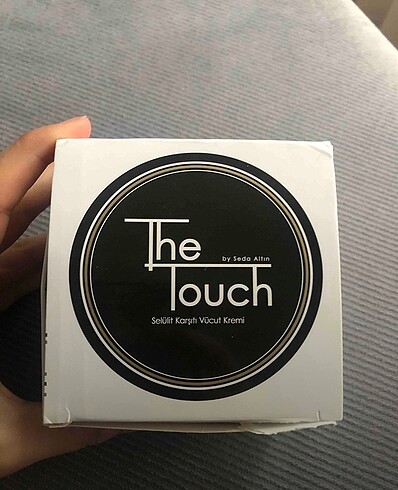 The
by Seda Altın
Touch
Selülit Karşıtı Vücut Kremi